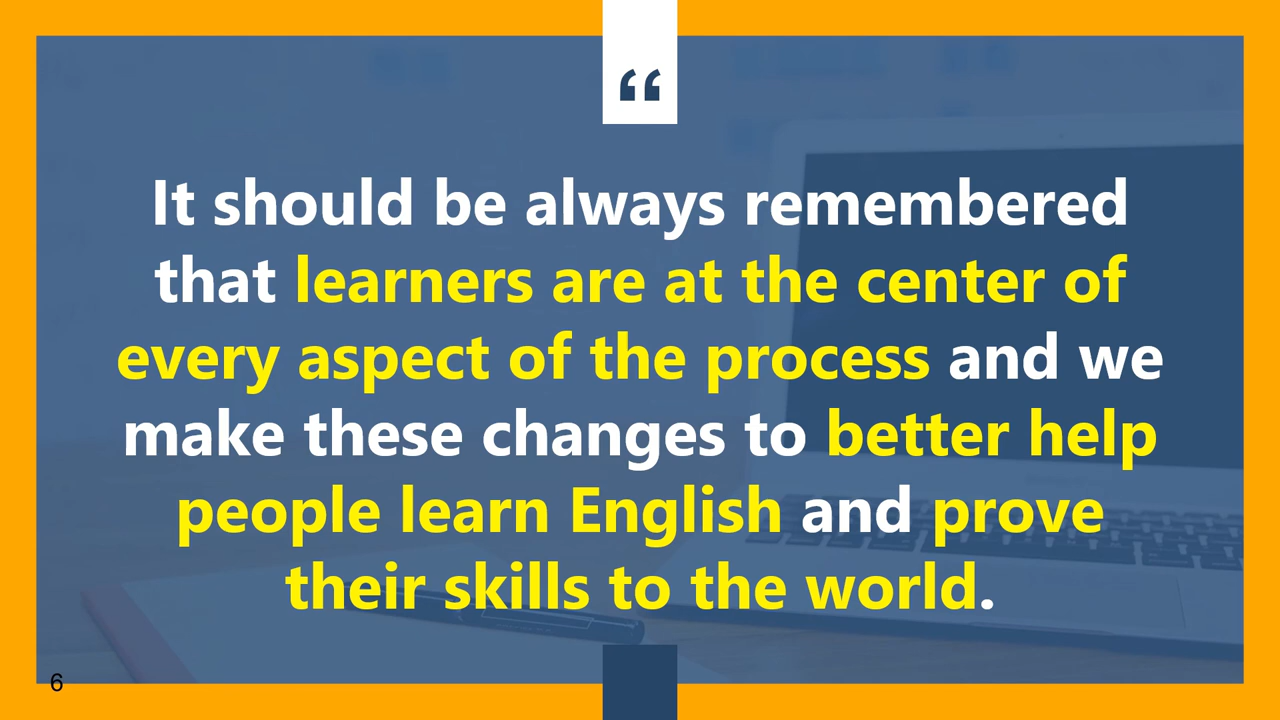 “
It should be always remembered
that learners are at the center of
every aspect of the process and we
make these changes to better help
people learn English and prove
their skills to the world.
6